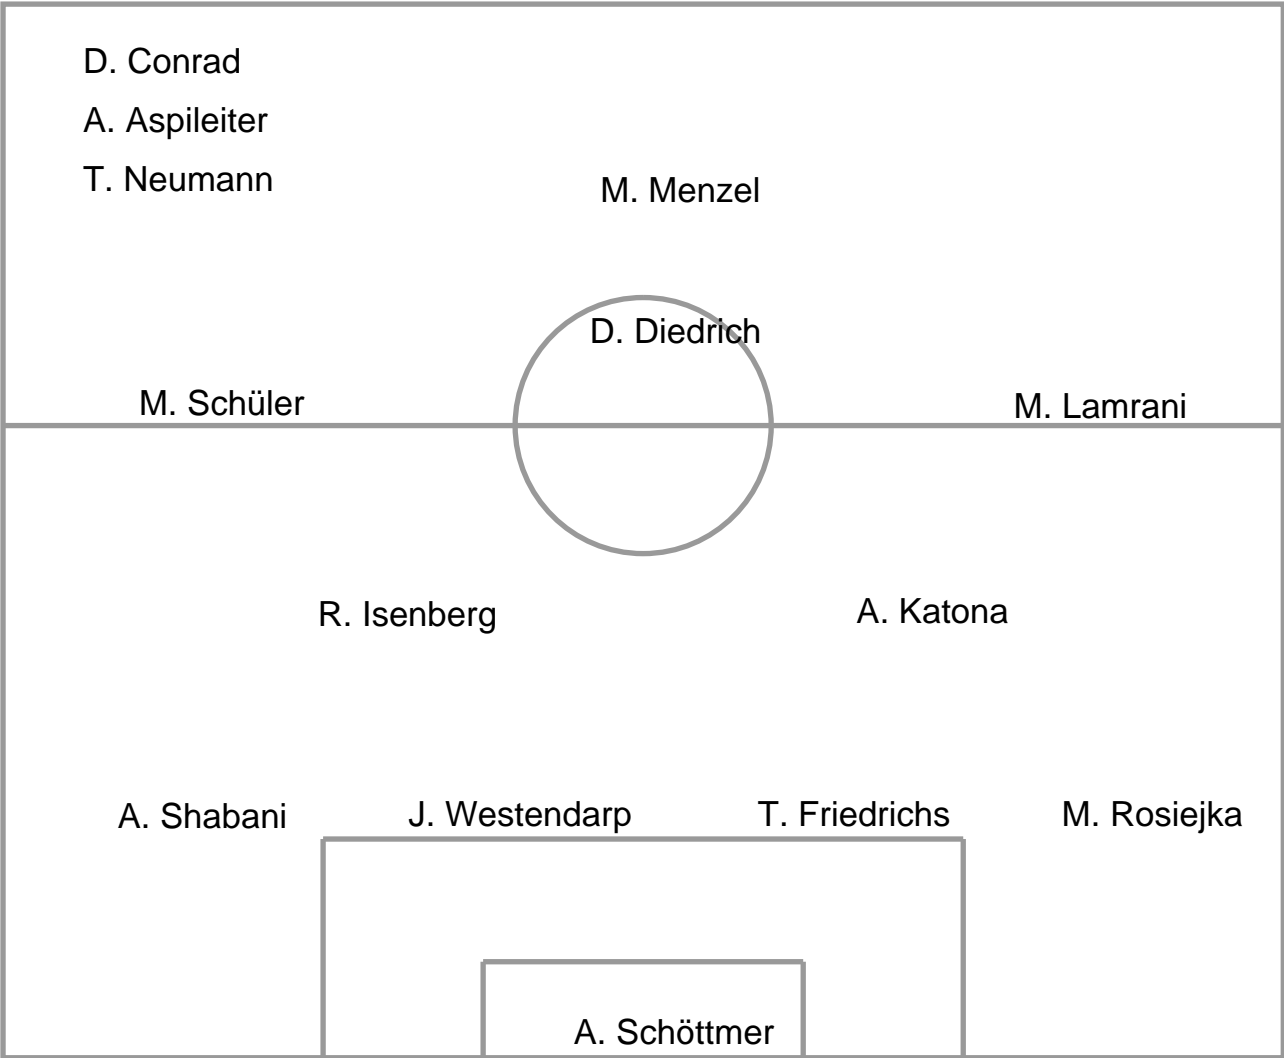 D. Conrad
A. Aspileiter
T. Neumann
M. Menzel
D. Diedrich
M. Schüler
M. Lamrani
R. Isenberg
A. Katona
A. Shabani
J. Westendarp
T. Friedrichs
M. Rosiejka
A. Schöttmer